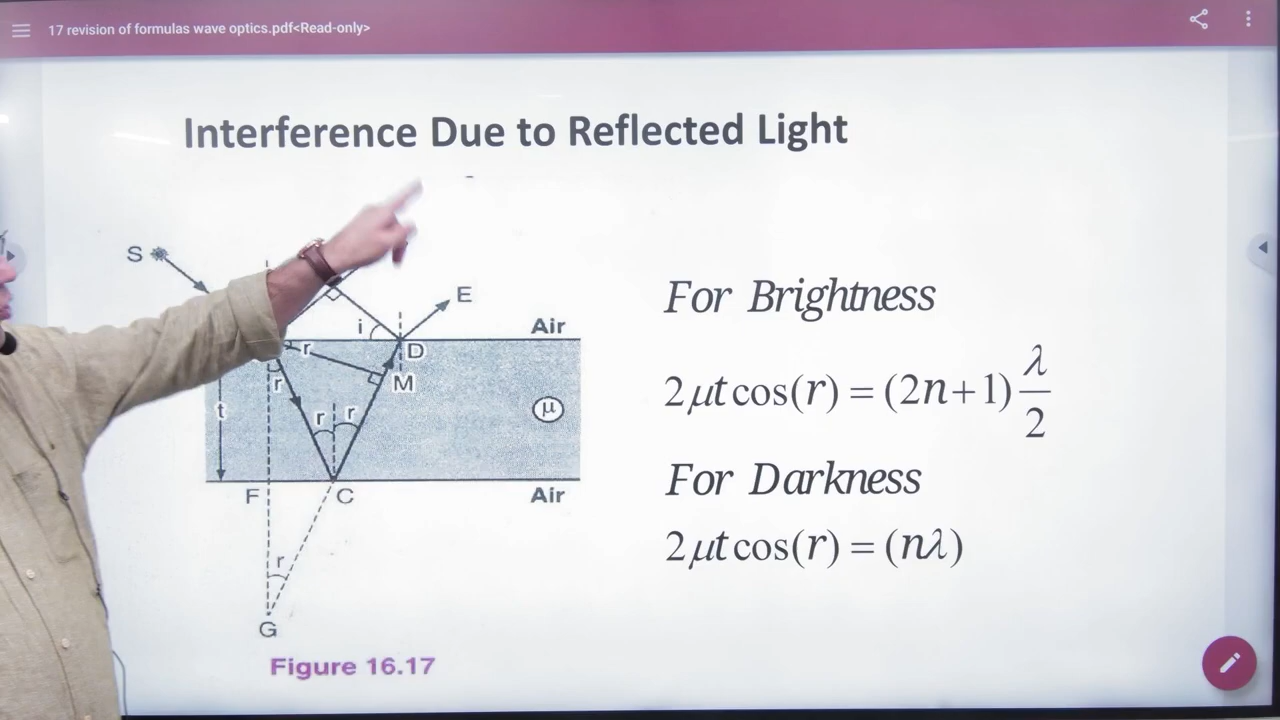 17 revision of formulas wave optics.pdf<Read-only>
Interference Due to Reflected Light
S
E
i
Air
r
D
r
M
t
r
r
μ
F
C
Air
r
G
Figure 16.17
For Brightness
2μt cos(r) = (2n+1) λ/2
For Darkness
2μt cos(r) = (nλ)